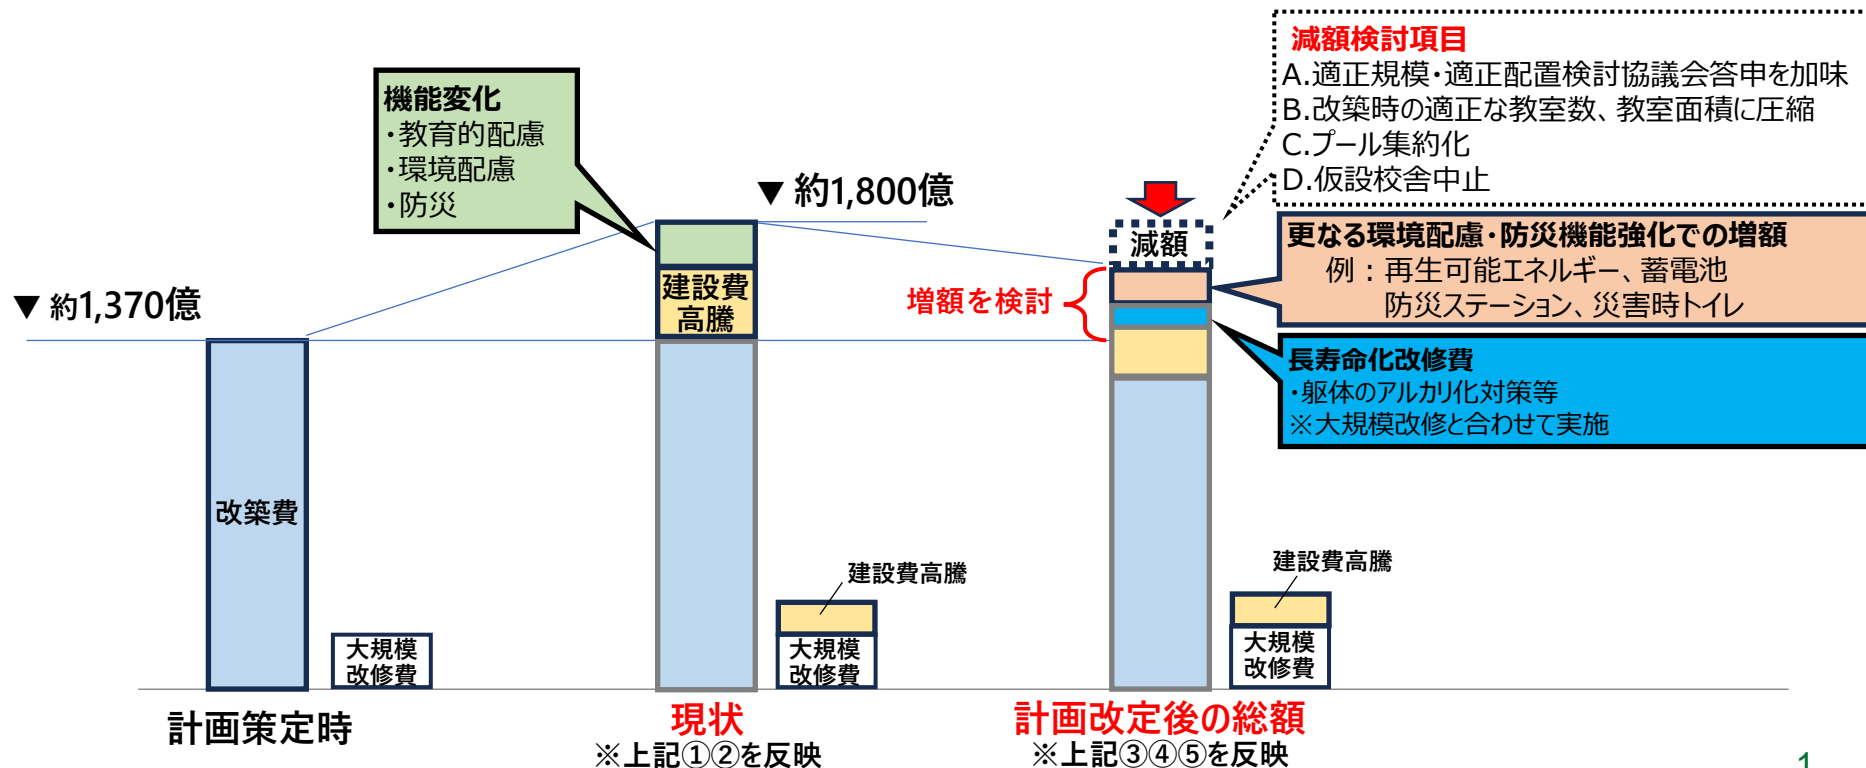 減額検討項目
A.適正規模・適正配置検討協議会答申を加味
B.改築時の適正な教室数、教室面積に圧縮
C.プール集約化
D.仮設校舎中止
機能変化
・教育的配慮
・環境配慮
・防災
▼ 約1,800億
減額
更なる環境配慮・防災機能強化での増額
例：再生可能エネルギー、蓄電池
防災ステーション、災害時トイレ
▼ 約1,370億
建設費
高騰
増額を検討
長寿命化改修費
・躯体のアルカリ化対策等
※大規模改修と合わせて実施
改築費
建設費高騰
建設費高騰
大規模
改修費
大規模
改修費
大規模
改修費
計画策定時
現状
※上記①②を反映
計画改定後の総額
※上記③④⑤を反映
1